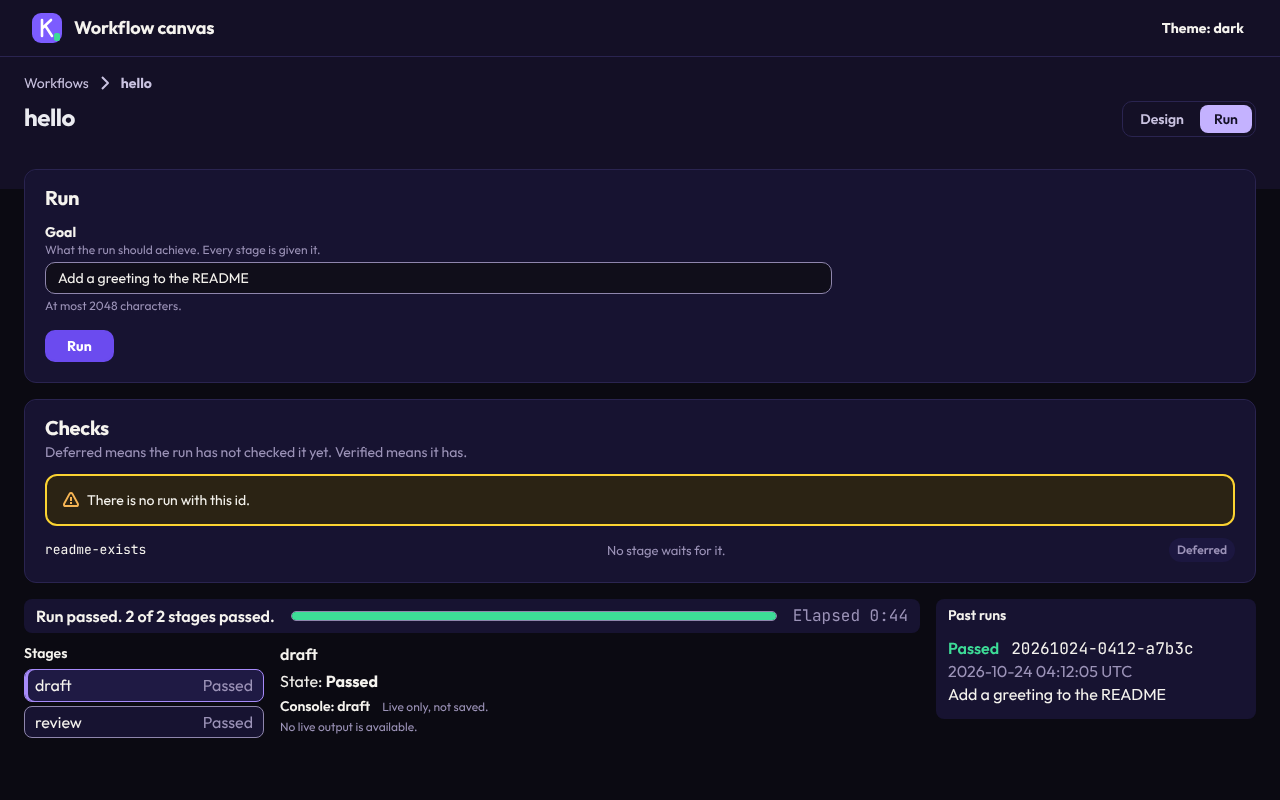 K Workflow canvas
Theme: dark
Workflows > hello
hello
Design
Run
Run
Goal
What the run should achieve. Every stage is given it.
Add a greeting to the README
At most 2048 characters.
Run
Checks
Deferred means the run has not checked it yet. Verified means it has.
There is no run with this id.
readme-exists
No stage waits for it.
Deferred
Run passed. 2 of 2 stages passed.
Elapsed 0:44
Stages
draft Passed
review Passed
draft
State: Passed
Console: draft Live only, not saved.
No live output is available.
Past runs
Passed 20261024-0412-a7b3c
2026-10-24 04:12:05 UTC
Add a greeting to the README